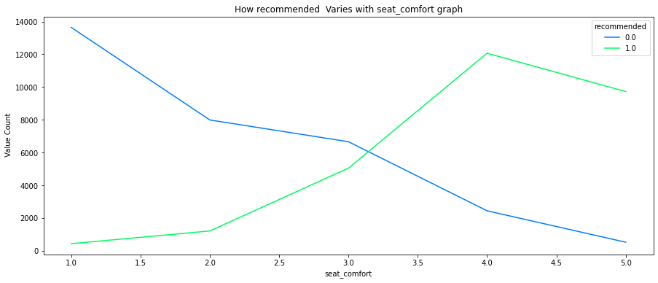 How recommended  Varies with seat_comfort graph
recommended
0.0
1.0
Value Count
14000
12000
10000
8000
6000
4000
2000
0
1.0 1.5 2.0 2.5 3.0 3.5 4.0 4.5 5.0
seat_comfort